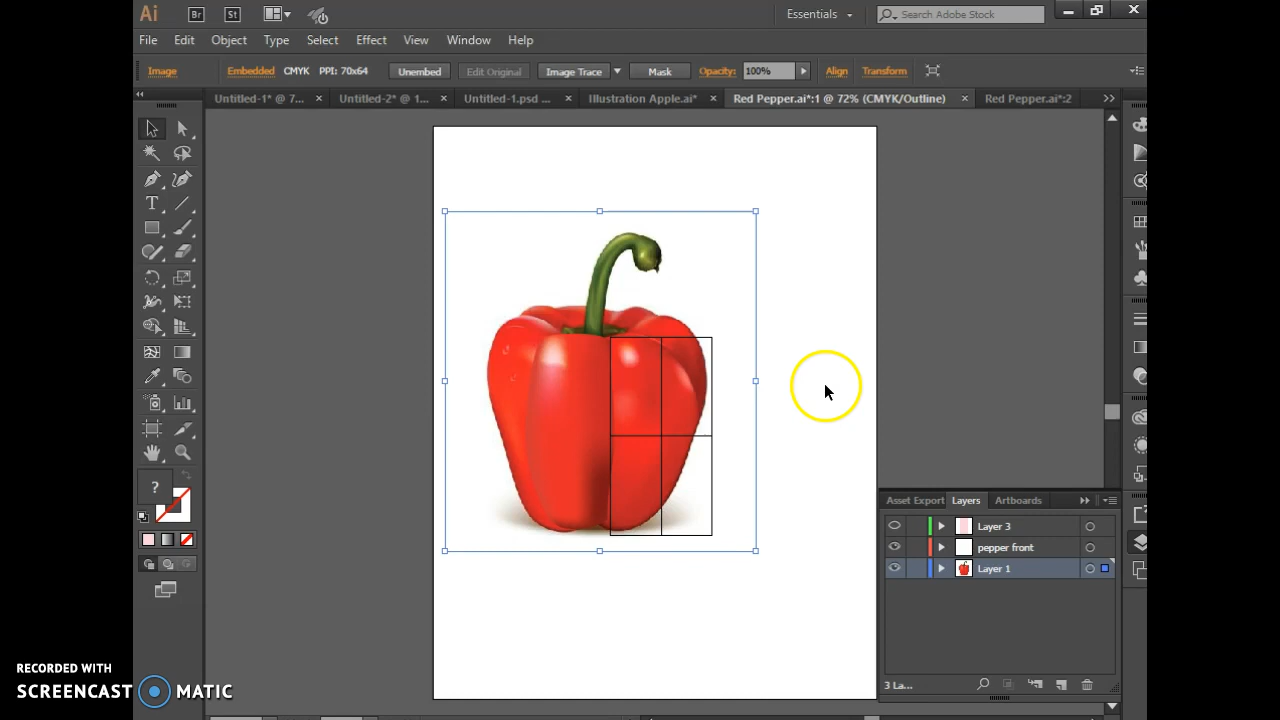 Ai Br St Essentials Search Adobe Stock
File Edit Object Type Select Effect View Window Help
Image Embedded CMYK PPI: 70x64 Unembed Edit Original Image Trace Mask Opacity: 100% Align Transform
Untitled-1* @ 7... × Untitled-2* @ 1... × Untitled-1.psd ... × Illustration Apple.ai* × Red Pepper.ai*:1 @ 72% (CMYK/Outline) × Red Pepper.ai*:2
T
?
Asset Export Layers Artboards
Layer 3
pepper front
Layer 1
3 La...
RECORDED WITH
SCREENCAST MATIC